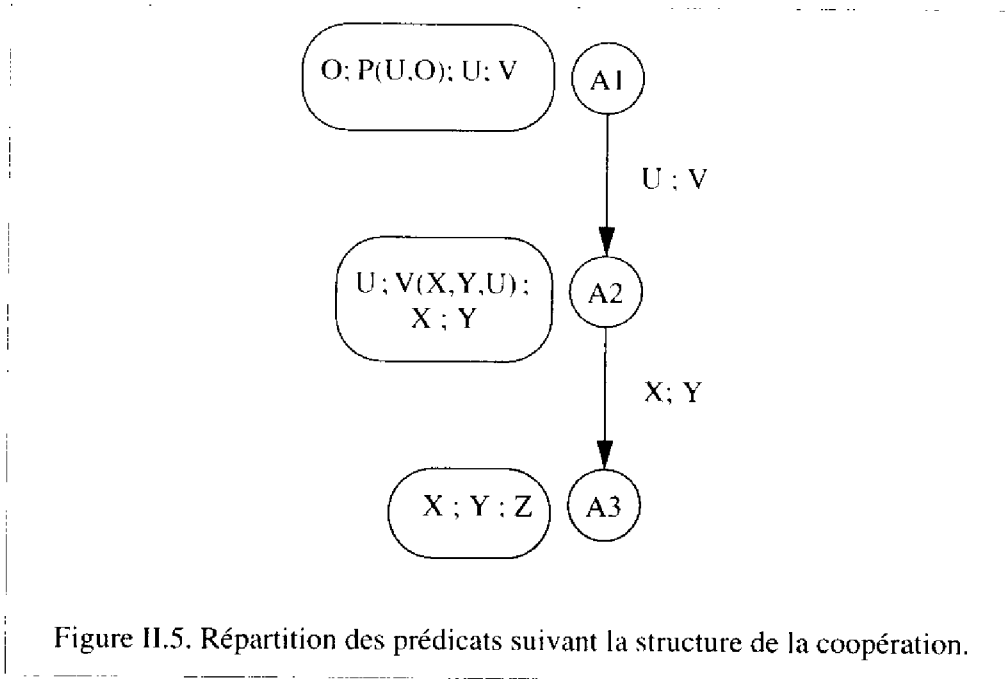 O; P(U,O); U; V
A1
U ; V
U ; V(X,Y,U) ;
X ; Y
A2
X; Y
X ; Y ; Z
A3
Figure II.5. Répartition des prédicats suivant la structure de la coopération.